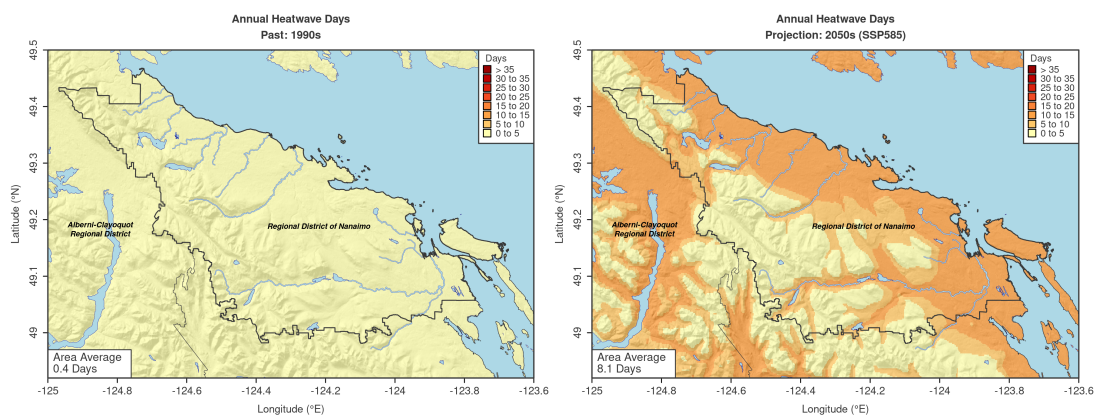 Annual Heatwave Days
Past: 1990s
49.5
49.4
49.3
49.2
49.1
49
Latitude (°N)
Days
> 35
30 to 35
25 to 30
20 to 25
15 to 20
10 to 15
5 to 10
0 to 5
Alberni-Clayoquot
Regional District
Regional District of Nanaimo
Area Average
0.4 Days
-125
-124.8
-124.6
-124.4
-124.2
-124
-123.8
-123.6
Longitude (°E)
Annual Heatwave Days
Projection: 2050s (SSP585)
49.5
49.4
49.3
49.2
49.1
49
Latitude (°N)
Days
> 35
30 to 35
25 to 30
20 to 25
15 to 20
10 to 15
5 to 10
0 to 5
Alberni-Clayoquot
Regional District
Regional District of Nanaimo
Area Average
8.1 Days
-125
-124.8
-124.6
-124.4
-124.2
-124
-123.8
-123.6
Longitude (°E)